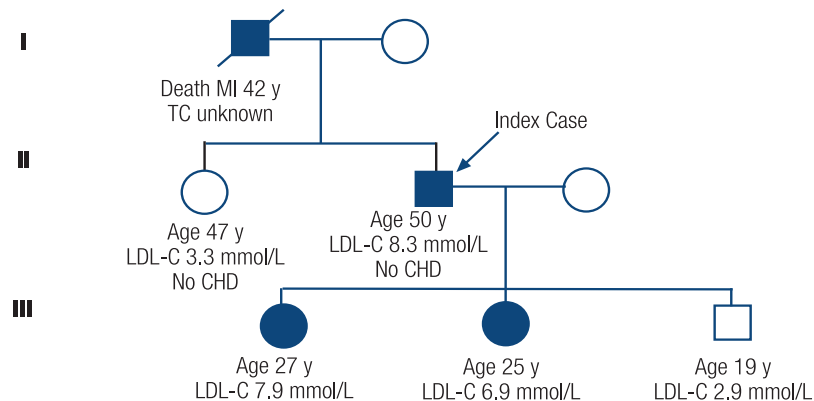 I
Death MI 42 y
TC unknown
Index Case
II
Age 47 y
LDL-C 3.3 mmol/L
No CHD
Age 50 y
LDL-C 8.3 mmol/L
No CHD
III
Age 27 y
LDL-C 7.9 mmol/L
Age 25 y
LDL-C 6.9 mmol/L
Age 19 y
LDL-C 2.9 mmol/L